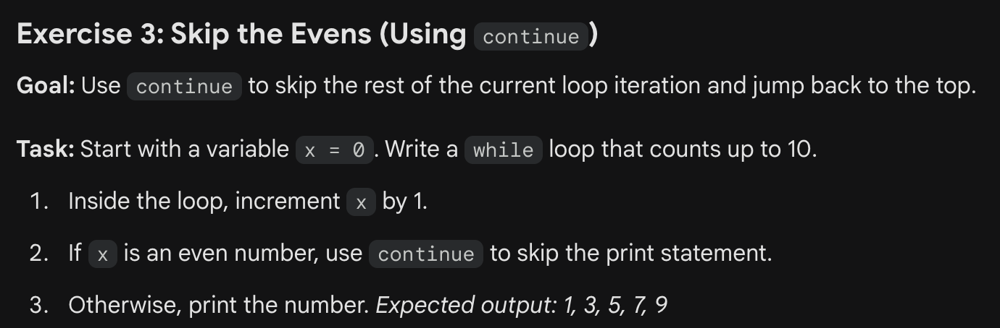 Exercise 3: Skip the Evens (Using continue)
Goal: Use continue to skip the rest of the current loop iteration and jump back to the top.
Task: Start with a variable x = 0. Write a while loop that counts up to 10.
1. Inside the loop, increment x by 1.
2. If x is an even number, use continue to skip the print statement.
3. Otherwise, print the number. Expected output: 1, 3, 5, 7, 9